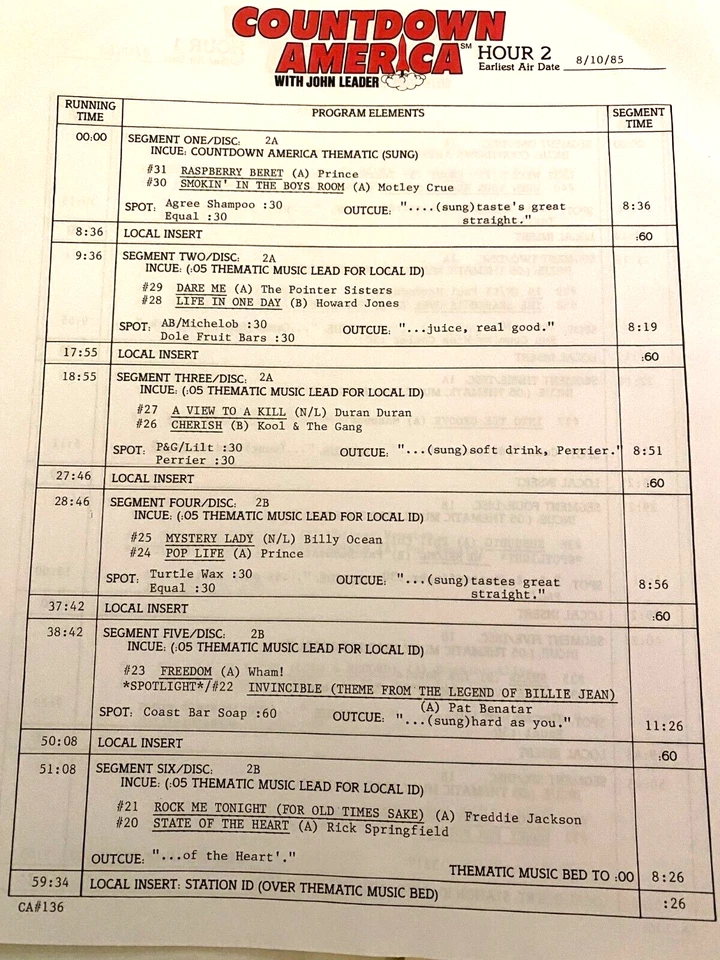 COUNTDOWN
AMERICA℠
WITH JOHN LEADER
HOUR 2
Earliest Air Date 8/10/85
RUNNING TIME PROGRAM ELEMENTS SEGMENT TIME
00:00 SEGMENT ONE/DISC: 2A
INCUE: COUNTDOWN AMERICA THEMATIC (SUNG)
#31 RASPBERRY BERET (A) Prince
#30 SMOKIN' IN THE BOYS ROOM (A) Motley Crue
SPOT: Agree Shampoo :30 OUTCUE: "....(sung)taste's great 8:36
Equal :30 straight."
8:36 LOCAL INSERT :60
9:36 SEGMENT TWO/DISC: 2A
INCUE: (:05 THEMATIC MUSIC LEAD FOR LOCAL ID)
#29 DARE ME (A) The Pointer Sisters
#28 LIFE IN ONE DAY (B) Howard Jones
SPOT: AB/Michelob :30 OUTCUE: "...juice, real good." 8:19
Dole Fruit Bars :30
17:55 LOCAL INSERT :60
18:55 SEGMENT THREE/DISC: 2A
INCUE: (:05 THEMATIC MUSIC LEAD FOR LOCAL ID)
#27 A VIEW TO A KILL (N/L) Duran Duran
#26 CHERISH (B) Kool & The Gang
SPOT: P&G/Lilt :30 OUTCUE: "...(sung)soft drink, Perrier." 8:51
Perrier :30
27:46 LOCAL INSERT :60
28:46 SEGMENT FOUR/DISC: 2B
INCUE: (:05 THEMATIC MUSIC LEAD FOR LOCAL ID)
#25 MYSTERY LADY (N/L) Billy Ocean
#24 POP LIFE (A) Prince
SPOT: Turtle Wax :30 OUTCUE: "...(sung)tastes great 8:56
Equal :30 straight."
37:42 LOCAL INSERT :60
38:42 SEGMENT FIVE/DISC: 2B
INCUE: (:05 THEMATIC MUSIC LEAD FOR LOCAL ID)
#23 FREEDOM (A) Wham!
*SPOTLIGHT*/#22 INVINCIBLE (THEME FROM THE LEGEND OF BILLIE JEAN)
(A) Pat Benatar
SPOT: Coast Bar Soap :60 OUTCUE: "...(sung)hard as you." 11:26
50:08 LOCAL INSERT :60
51:08 SEGMENT SIX/DISC: 2B
INCUE: (:05 THEMATIC MUSIC LEAD FOR LOCAL ID)
#21 ROCK ME TONIGHT (FOR OLD TIMES SAKE) (A) Freddie Jackson
#20 STATE OF THE HEART (A) Rick Springfield
OUTCUE: "...of the Heart'."
THEMATIC MUSIC BED TO :00 8:26
59:34 LOCAL INSERT: STATION ID (OVER THEMATIC MUSIC BED) :26
CA#136